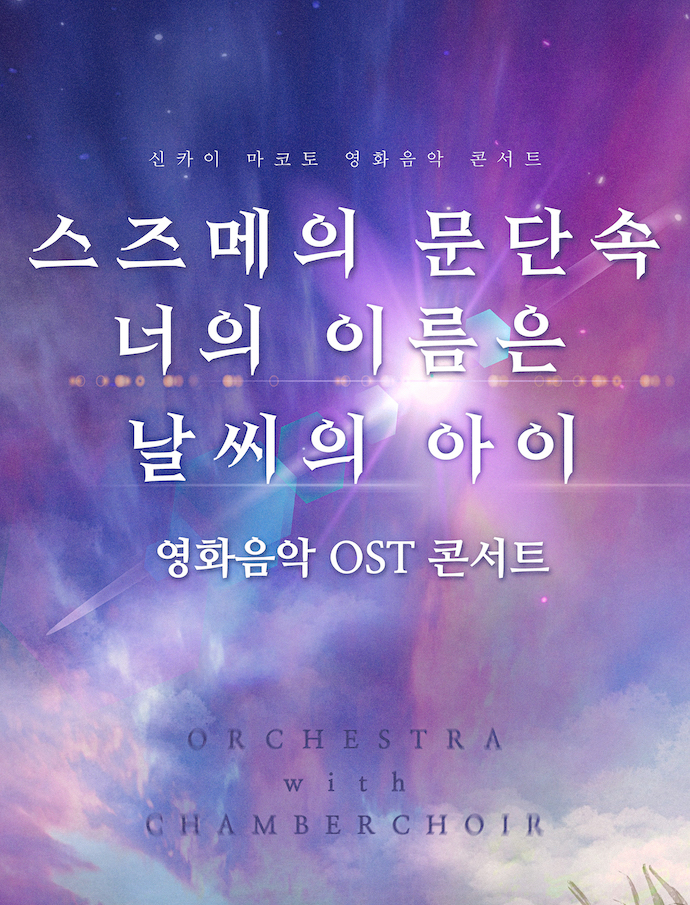 신카이 마코토 영화음악 콘서트
스즈메의 문단속
너의 이름은
날씨의 아이
영화음악 OST 콘서트
ORCHESTRA
with
CHAMBERCHOIR